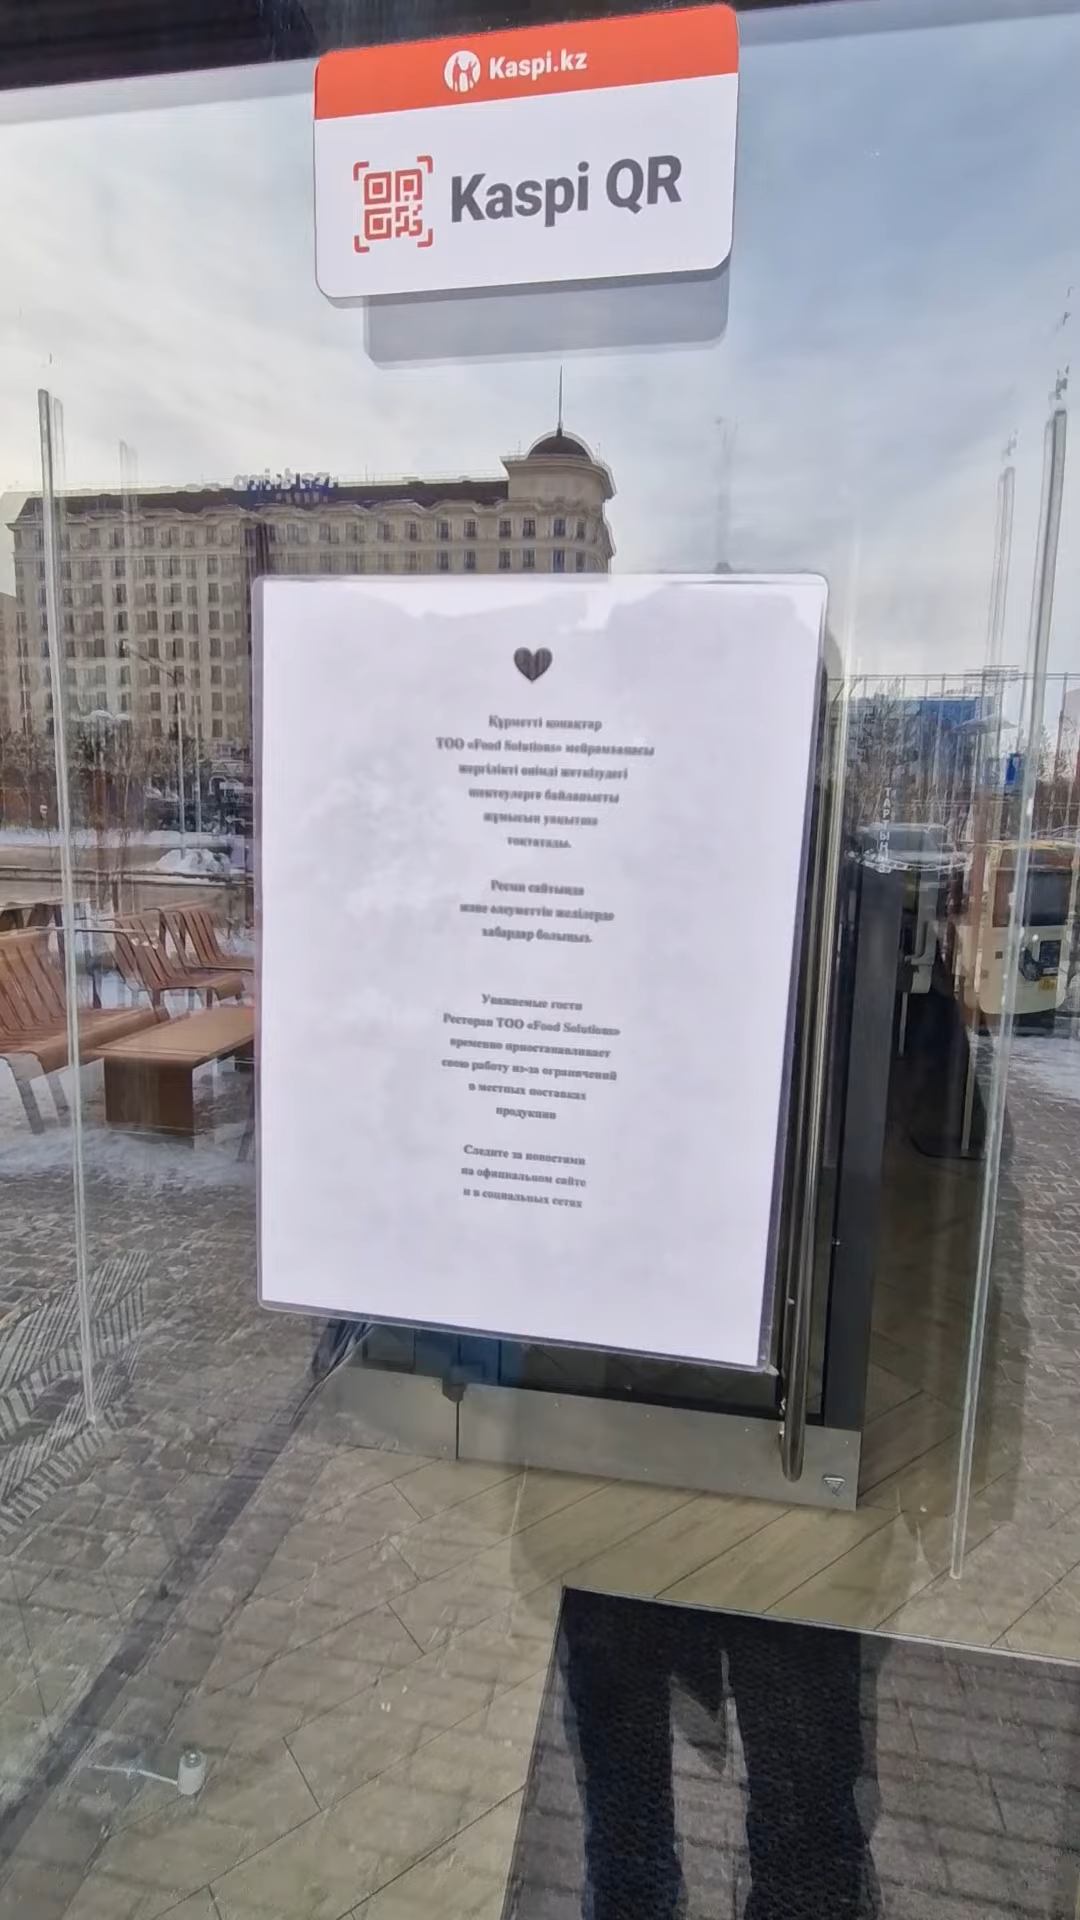 Kaspi.kz
Kaspi QR
Құрметті қонақтар
ТОО «Food Solutions» мейрамханасы
жергілікті өнімді жеткізудегі
шектеулерге байланысты
жұмысын уақытша
тоқтатады.
Ресми сайтында
және әлеуметтік желілерде
хабардар болыңыз.
Уважаемые гости
Ресторан ТОО «Food Solutions»
временно приостанавливает
свою работу из-за ограничений
в местных поставках
продукции
Следите за новостями
на официальном сайте
и в социальных сетях